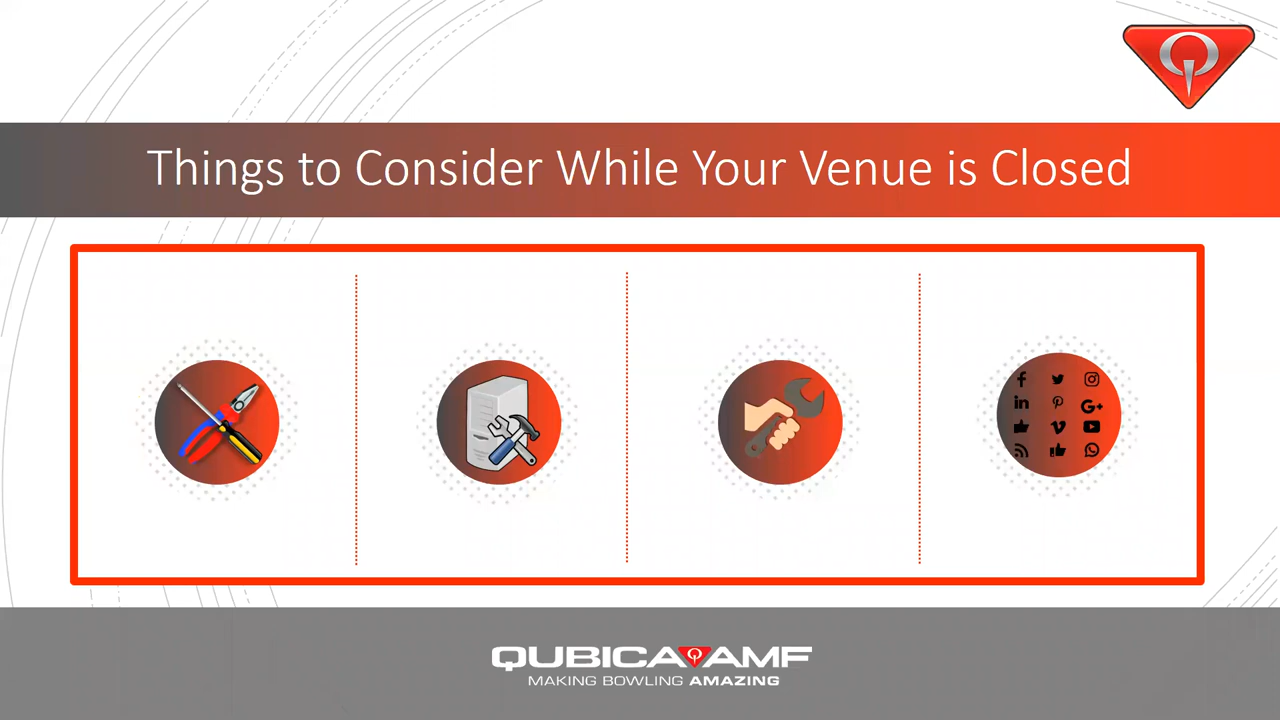 Things to Consider While Your Venue is Closed
QUBICA AMF
MAKING BOWLING AMAZING